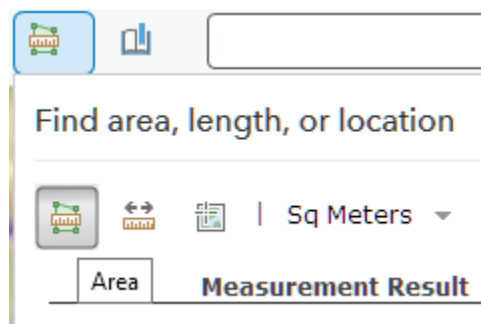 Find area, length, or location
| Sq Meters
Area
Measurement Result